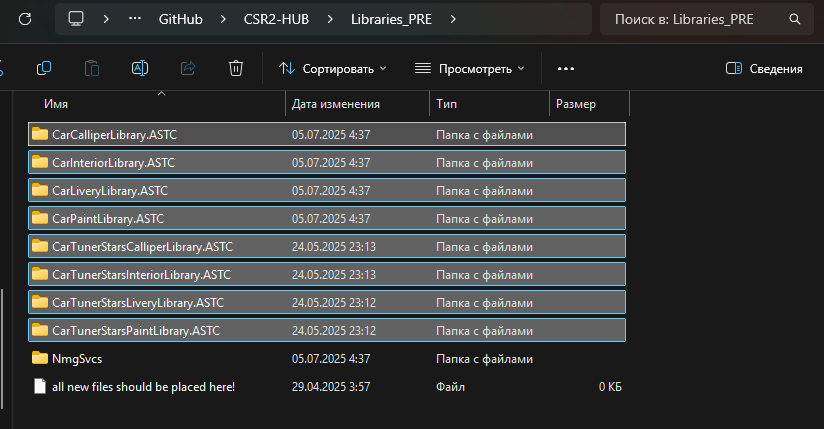 ··· GitHub CSR2-HUB Libraries_PRE Поиск в: Libraries_PRE
Сортировать Просмотреть ··· Сведения
Имя Дата изменения Тип Размер
CarCalliperLibrary.ASTC 05.07.2025 4:37 Папка с файлами
CarInteriorLibrary.ASTC 05.07.2025 4:37 Папка с файлами
CarLiveryLibrary.ASTC 05.07.2025 4:37 Папка с файлами
CarPaintLibrary.ASTC 05.07.2025 4:37 Папка с файлами
CarTunerStarsCalliperLibrary.ASTC 24.05.2025 23:13 Папка с файлами
CarTunerStarsInteriorLibrary.ASTC 24.05.2025 23:13 Папка с файлами
CarTunerStarsLiveryLibrary.ASTC 24.05.2025 23:12 Папка с файлами
CarTunerStarsPaintLibrary.ASTC 24.05.2025 23:12 Папка с файлами
NmgSvcs 05.07.2025 4:37 Папка с файлами
all new files should be placed here! 29.04.2025 3:57 Файл 0 КБ